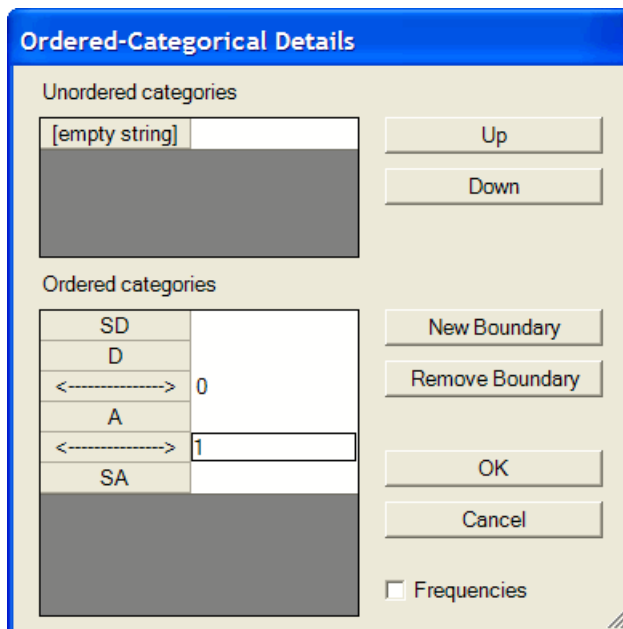 Ordered-Categorical Details
Unordered categories
[empty string]
Up
Down
Ordered categories
SD
D
<---------------> 0
A
<---------------> 1
SA
New Boundary
Remove Boundary
OK
Cancel
Frequencies